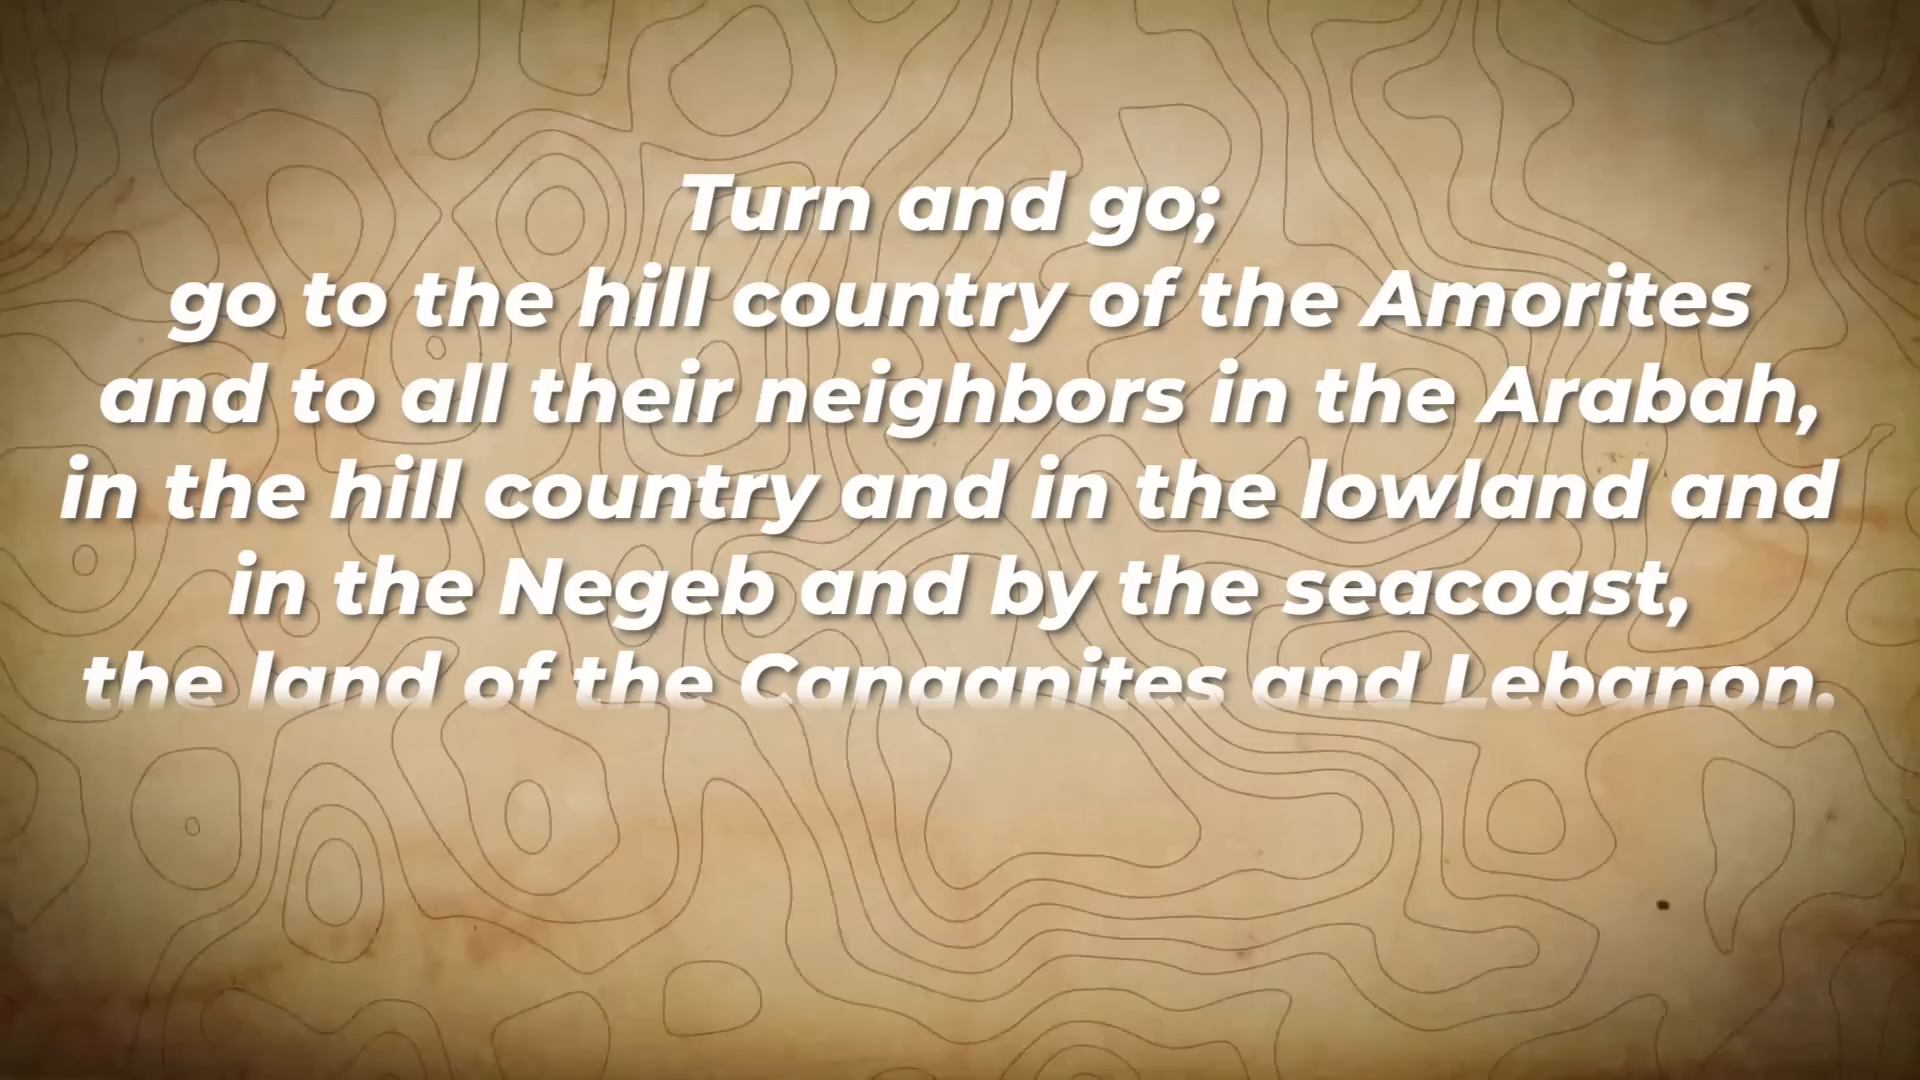 Turn and go;
go to the hill country of the Amorites
and to all their neighbors in the Arabah,
in the hill country and in the lowland and
in the Negeb and by the seacoast,
the land of the Canaanites and Lebanon.